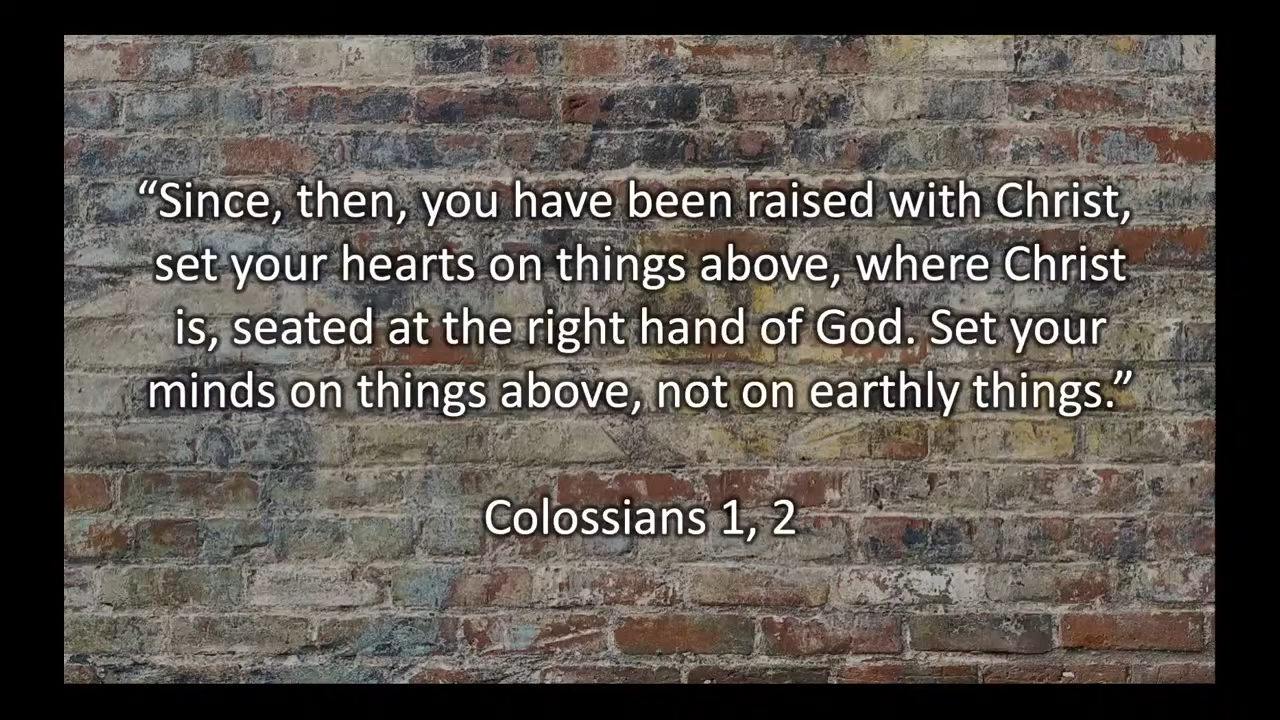 “Since, then, you have been raised with Christ,
set your hearts on things above, where Christ
is, seated at the right hand of God. Set your
minds on things above, not on earthly things.”
Colossians 1, 2